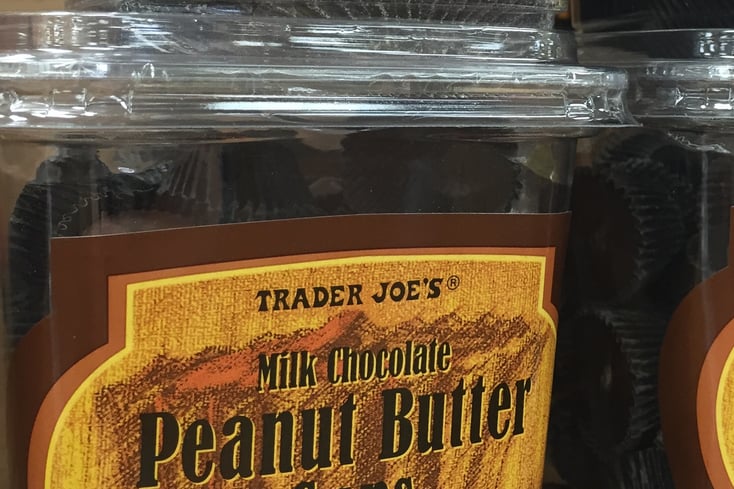 TRADER JOE'S®
Milk Chocolate
Peanut Butter